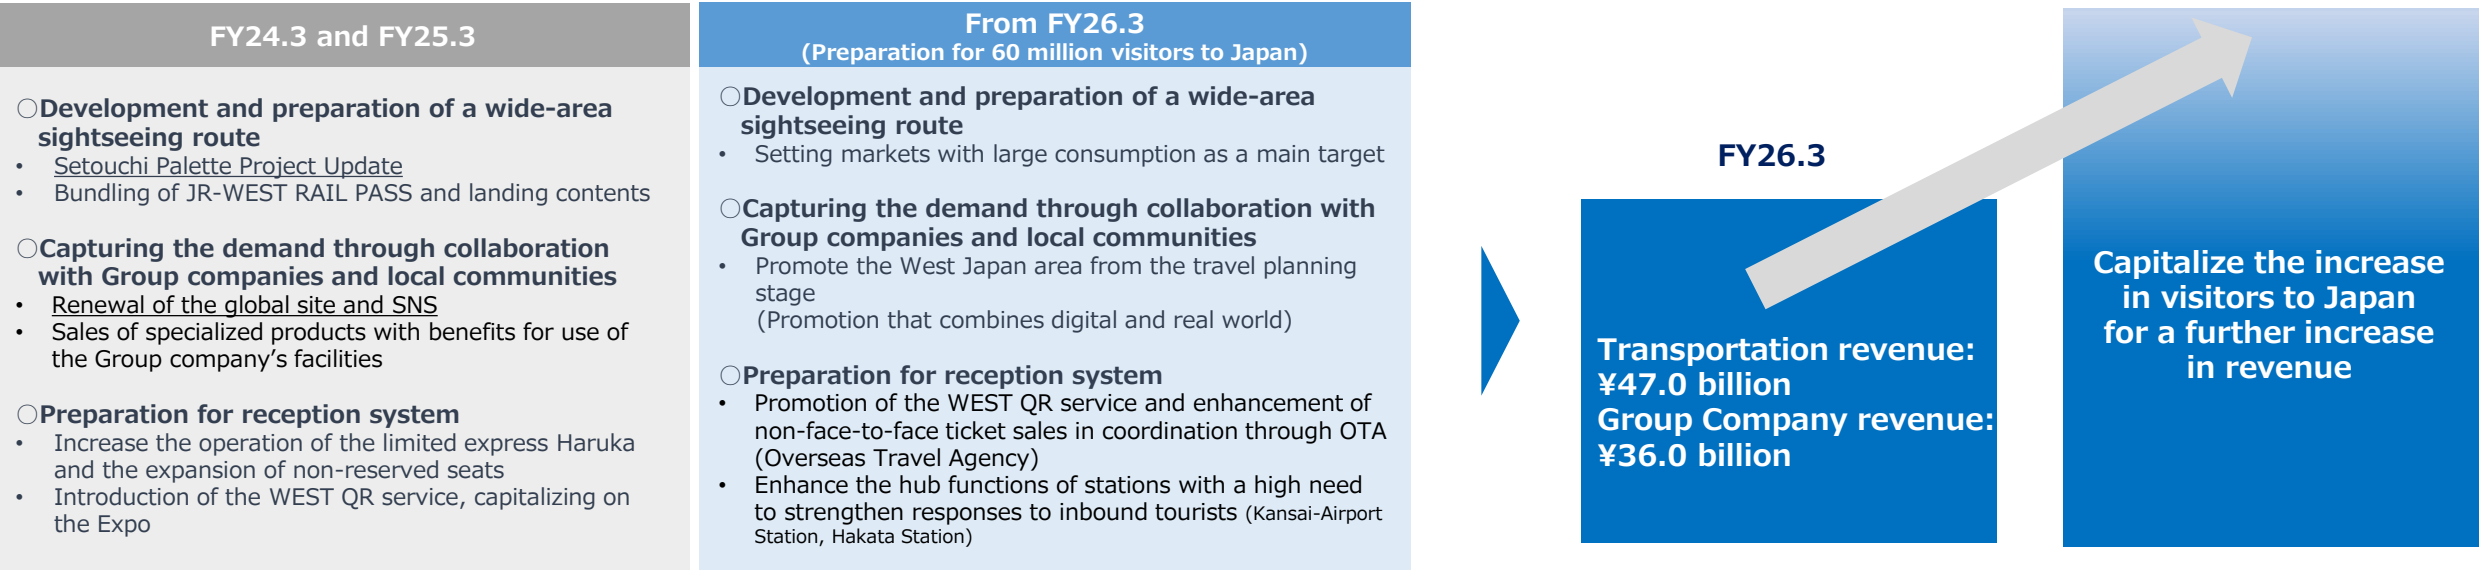 FY24.3 and FY25.3
○Development and preparation of a wide-area
sightseeing route
• Setouchi Palette Project Update
• Bundling of JR-WEST RAIL PASS and landing contents
○Capturing the demand through collaboration
with Group companies and local communities
• Renewal of the global site and SNS
• Sales of specialized products with benefits for use of
the Group company’s facilities
○Preparation for reception system
• Increase the operation of the limited express Haruka
and the expansion of non-reserved seats
• Introduction of the WEST QR service, capitalizing on
the Expo
From FY26.3
(Preparation for 60 million visitors to Japan)
○Development and preparation of a wide-area
sightseeing route
• Setting markets with large consumption as a main target
○Capturing the demand through collaboration with
Group companies and local communities
• Promote the West Japan area from the travel planning
stage
(Promotion that combines digital and real world)
○Preparation for reception system
• Promotion of the WEST QR service and enhancement of
non-face-to-face ticket sales in coordination through OTA
(Overseas Travel Agency)
• Enhance the hub functions of stations with a high need
to strengthen responses to inbound tourists (Kansai-Airport
Station, Hakata Station)
FY26.3
Transportation revenue:
¥47.0 billion
Group Company revenue:
¥36.0 billion
Capitalize the increase
in visitors to Japan
for a further increase
in revenue